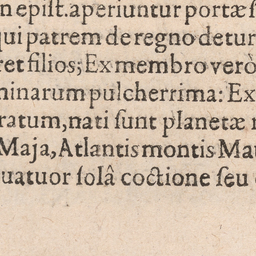 n epiſt. aperiuntur portæ ſ
qui patrem de regno detur
ret filios; Ex membro verò
minarum pulcherrima: Ex
ratum, nati ſunt planetæ
Maja, Atlantis montis Mat
uatuor ſolâ coctione ſeu